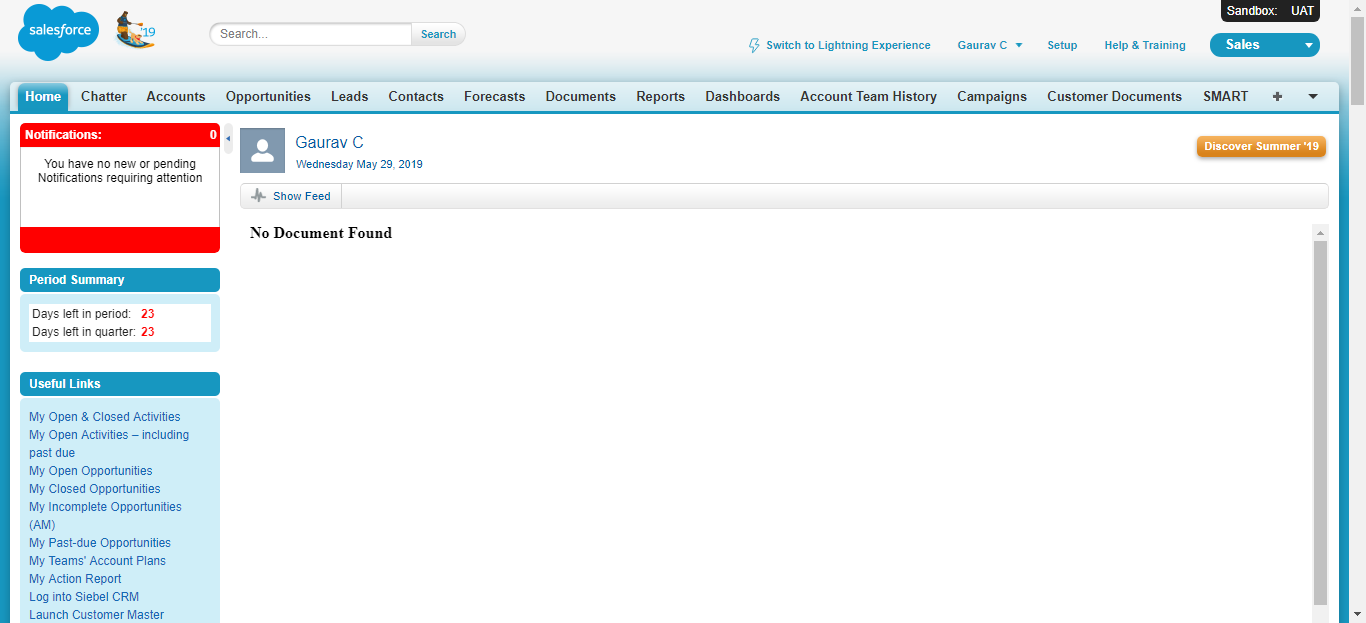 salesforce
'19
Search...
Search
Sandbox: UAT
Switch to Lightning Experience
Gaurav C
Setup
Help & Training
Sales
Home
Chatter
Accounts
Opportunities
Leads
Contacts
Forecasts
Documents
Reports
Dashboards
Account Team History
Campaigns
Customer Documents
SMART
Notifications: 0
You have no new or pending
Notifications requiring attention
Period Summary
Days left in period: 23
Days left in quarter: 23
Useful Links
My Open & Closed Activities
My Open Activities – including
past due
My Open Opportunities
My Closed Opportunities
My Incomplete Opportunities
(AM)
My Past-due Opportunities
My Teams' Account Plans
My Action Report
Log into Siebel CRM
Launch Customer Master
Gaurav C
Wednesday May 29, 2019
Discover Summer '19
Show Feed
No Document Found